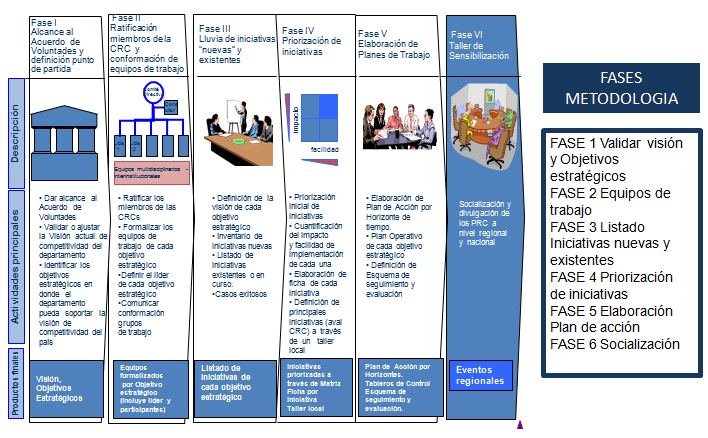 Fase I
Alcance al
Acuerdo de
Voluntades y
definición punto
de partida
Fase II
Ratificación
miembros de la
CRC y
conformación de
equipos de trabajo
Fase III
Lluvia de iniciativas
"nuevas" y
existentes
Fase IV
Priorización de
iniciativas
Fase V
Elaboración de
Planes de Trabajo
Fase VI
Taller de
Sensibilización
Descripción
Equipos multidisciplinarios -
interinstitucionales
Impacto
facilidad
Actividades principales
• Dar alcance al
Acuerdo de
Voluntades
• Validar o ajustar
la Visión actual de
competitividad del
departamento
• Identificar los
objetivos
estratégicos en
donde el
departamento
pueda soportar la
visión de
competitividad del
país
• Ratificar los
miembros de las
CRCs
• Formalizar los
equipos de
trabajo de cada
objetivo
estratégico
• Definir el líder
de cada objetivo
estratégico
•Comunicar
conformación
grupos
de trabajo
• Definición de la
visión de cada
objetivo
estratégico
• Inventario de
Iniciativas nuevas
• Listado de
Iniciativas
existentes o en
curso.
• Casos exitosos
• Priorización
Inicial de
Iniciativas
• Cuantificación
del Impacto
y facilidad de
Implementación
de cada una
• Elaboración de
ficha de cada
Iniciativa
• Definición de
principales
Iniciativas (aval
CRC) a través
de un taller
local
• Elaboración de
Plan de Acción por
Horizonte de
tiempo.
• Plan Operativo
de cada objetivo
estratégico
• Definición de
Esquema de
seguimiento y
evaluación
Socialización y
divulgación de
los PRC a
nivel regional
y nacional
Productos finales
Visión,
Objetivos
Estratégicos
Equipos
formalizados
por Objetivo
estratégico
(incluye líder y
participantes)
Listado de
Iniciativas de
cada objetivo
estratégico
Iniciativas
priorizadas a
través de Matriz
Ficha por
Iniciativa
Taller local
Plan de Acción por
Horizontes.
Tableros de Control
Esquema de
seguimiento y
evaluación.
Eventos
regionales
FASES
METODOLOGIA
FASE 1 Validar visión
y Objetivos
estratégicos
FASE 2 Equipos de
trabajo
FASE 3 Listado
Iniciativas nuevas y
existentes
FASE 4 Priorización
de iniciativas
FASE 5 Elaboración
Plan de acción
FASE 6 Socialización